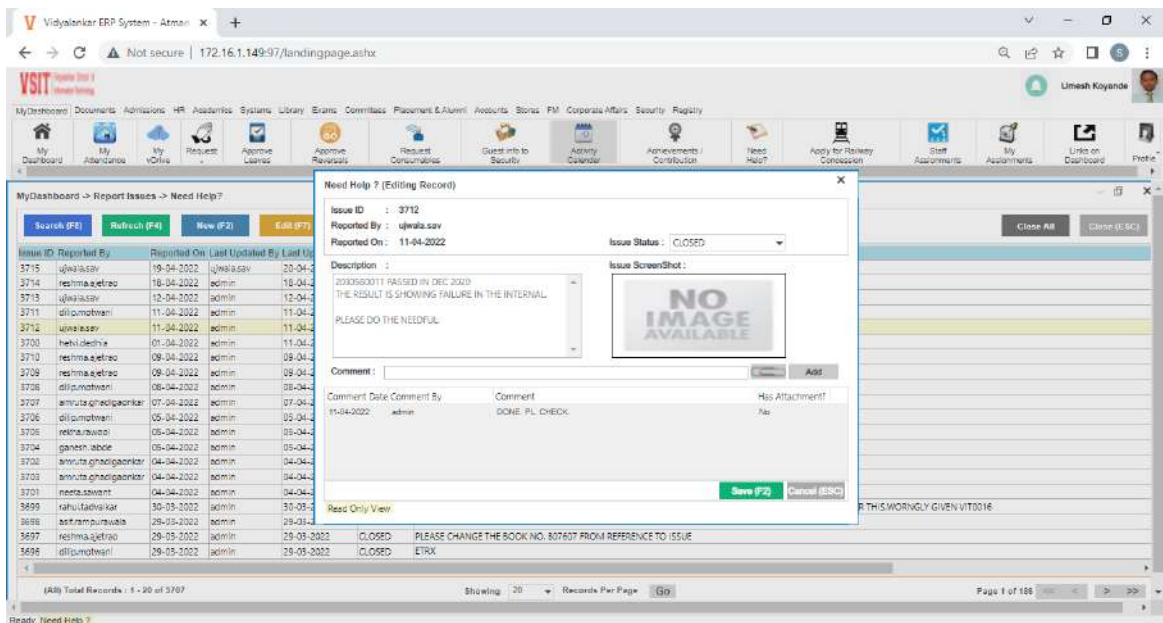 Vidyalankar ERP System - Atman
Not secure | 172.16.1.149:97/landingpage.ashx
VSIT
Umesh Koyande
MyDashboard Documents Admissions HR Academics Systems Library Exams Committees Placement & Alumni Accounts Stores FM Corporate Affairs Security Registry
My Dashboard
My Attendance
My vDrive
Request
Approve Leaves
Approve Reversals
Request Consumables
Guest info to Security
Activity Calender
Achievements / Contribution
Need Help?
Apply for Railway Concession
Staff Assignments
My Assignments
Links on Dashboard
Profile
MyDashboard -> Report Issues -> Need Help?
Search (F8) Refresh (F4) New (F2) Edit (F7) Close All Close (ESC)
Issue ID Reported By Reported On Last Updated By Last Up
3715 ujwala.sav 19-04-2022 ujwala.sav 20-04-2
3714 reshma.ajetrao 18-04-2022 admin 18-04-2
3713 ujwala.sav 12-04-2022 admin 12-04-2
3711 dilip.motwani 11-04-2022 admin 11-04-2
3712 ujwala.sav 11-04-2022 admin 11-04-2
3700 hetvi.dedhia 01-04-2022 admin 11-04-2
3710 reshma.ajetrao 09-04-2022 admin 09-04-2
3709 reshma.ajetrao 09-04-2022 admin 09-04-2
3708 dilip.motwani 08-04-2022 admin 08-04-2
3707 amruta.ghadigaonkar 07-04-2022 admin 07-04-2
3706 dilip.motwani 05-04-2022 admin 05-04-2
3705 rekha.rawool 05-04-2022 admin 05-04-2
3704 ganesh.labde 05-04-2022 admin 05-04-2
3702 amruta.ghadigaonkar 04-04-2022 admin 04-04-2
3703 amruta.ghadigaonkar 04-04-2022 admin 04-04-2
3701 neeta.sawant 04-04-2022 admin 04-04-2
3699 rahul.tadvalkar 30-03-2022 admin 30-03-2 R THIS.WORNGLY GIVEN VIT0016
3698 asif.rampurawala 29-03-2022 admin 29-03-2
3697 reshma.ajetrao 29-03-2022 admin 29-03-2022 CLOSED PLEASE CHANGE THE BOOK NO. 807607 FROM REFERENCE TO ISSUE
3696 dilip.motwani 29-03-2022 admin 29-03-2022 CLOSED ETRX
Need Help ? (Editing Record)
Issue ID : 3712
Reported By : ujwala.sav
Reported On : 11-04-2022 Issue Status : CLOSED
Description : Issue ScreenShot :
2030560011 PASSED IN DEC 2020
THE RESULT IS SHOWING FAILURE IN THE INTERNAL.
PLEASE DO THE NEEDFUL.
NO
IMAGE
AVAILABLE
Comment : Add
Comment Date Comment By Comment Has Attachment?
11-04-2022 admin DONE. PL. CHECK. No
Save (F2) Cancel (ESC)
Read Only View
(All) Total Records : 1 - 20 of 3707 Showing 20 Records Per Page Go Page 1 of 186 << < > >>
Ready Need Help ?